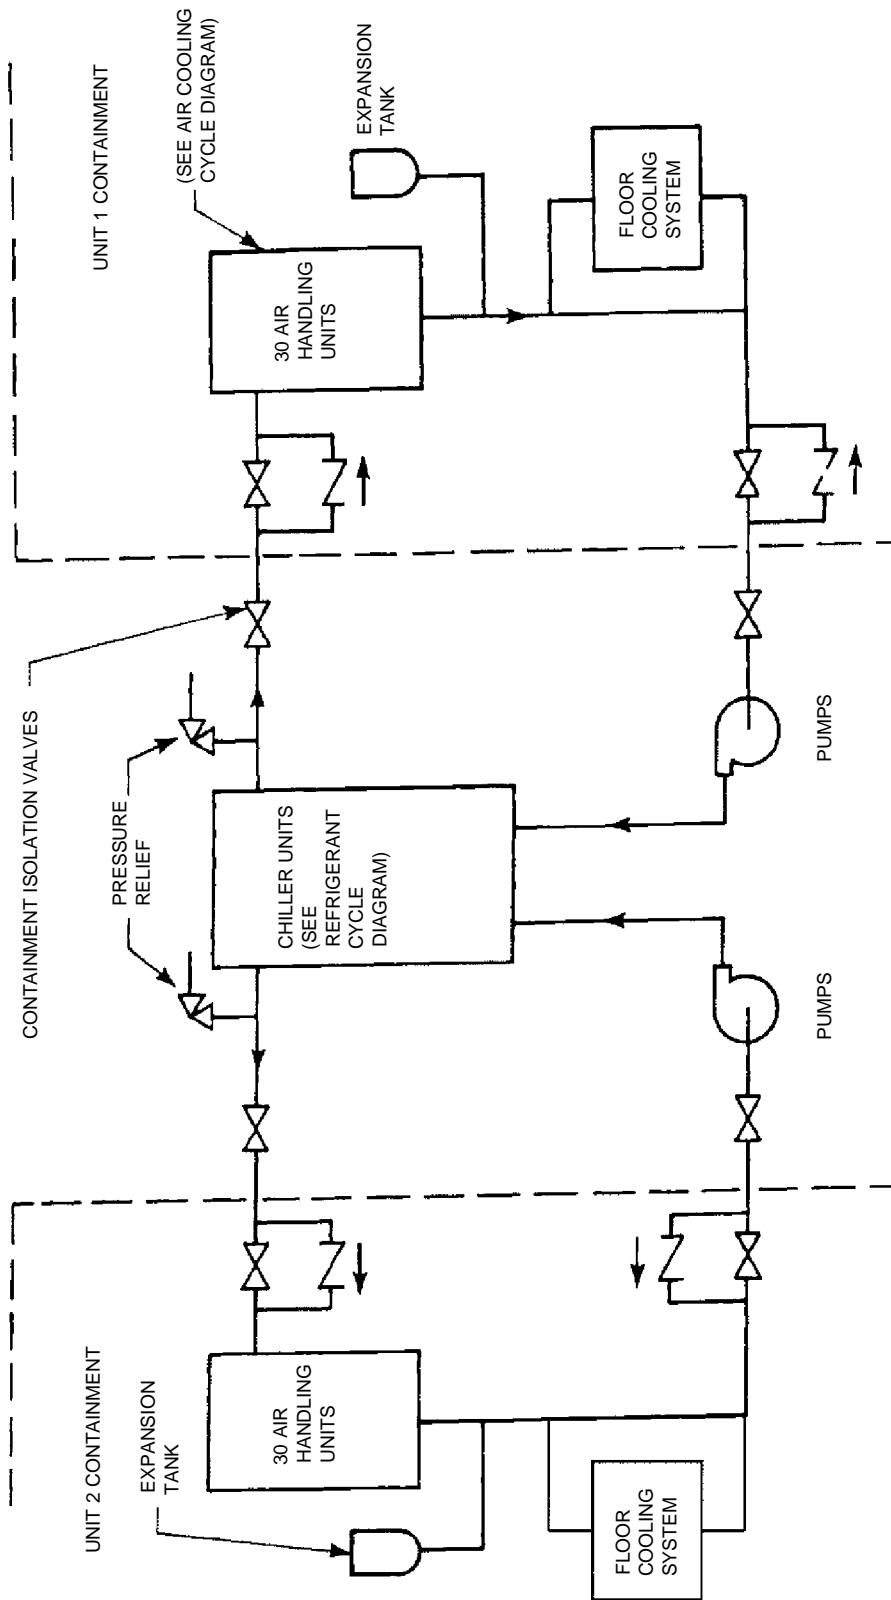 UNIT 2 CONTAINMENT
EXPANSION
TANK
30 AIR
HANDLING
UNITS
FLOOR
COOLING
SYSTEM
CONTAINMENT ISOLATION VALVES
PRESSURE
RELIEF
CHILLER UNITS
(SEE
REFRIGERANT
CYCLE
DIAGRAM)
PUMPS
PUMPS
UNIT 1 CONTAINMENT
(SEE AIR COOLING
CYCLE DIAGRAM)
30 AIR
HANDLING
UNITS
EXPANSION
TANK
FLOOR
COOLING
SYSTEM